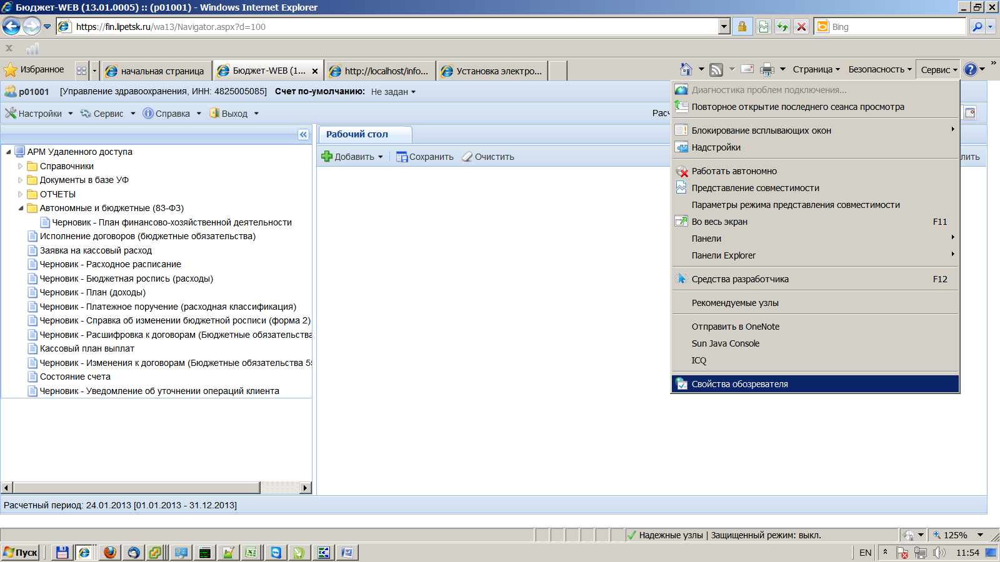 Бюджет-WEB (13.01.0005) :: (p01001) - Windows Internet Explorer
https://fin.lipetsk.ru/wa13/Navigator.aspx?d=100
Bing
Избранное
начальная страница
Бюджет-WEB (1...
http://localhost/info...
Установка электро...
Страница
Безопасность
Сервис
p01001 [Управление здравоохранения, ИНН: 4825005085] Счет по-умолчанию: Не задан
Настройки Сервис Справка Выход
Рабочий стол
Добавить Сохранить Очистить
АРМ Удаленного доступа
Справочники
Документы в базе УФ
ОТЧЕТЫ
Автономные и бюджетные (83-ФЗ)
Черновик - План финансово-хозяйственной деятельности
Исполнение договоров (бюджетные обязательства)
Заявка на кассовый расход
Черновик - Расходное расписание
Черновик - Бюджетная роспись (расходы)
Черновик - План (доходы)
Черновик - Платежное поручение (расходная классификация)
Черновик - Справка об изменении бюджетной росписи (форма 2)
Черновик - Расшифровка к договорам (Бюджетные обязательства
Кассовый план выплат
Черновик - Изменения к договорам (Бюджетные обязательства
Состояние счета
Черновик - Уведомление об уточнении операций клиента
Диагностика проблем подключения...
Повторное открытие последнего сеанса просмотра
Блокирование всплывающих окон
Надстройки
Работать автономно
Представление совместимости
Параметры режима представления совместимости
Во весь экран F11
Панели
Панели Explorer
Средства разработчика F12
Рекомендуемые узлы
Отправить в OneNote
Sun Java Console
ICQ
Свойства обозревателя
Расчетный период: 24.01.2013 [01.01.2013 - 31.12.2013]
Надежные узлы | Защищенный режим: выкл.
125%
Пуск
EN
11:54